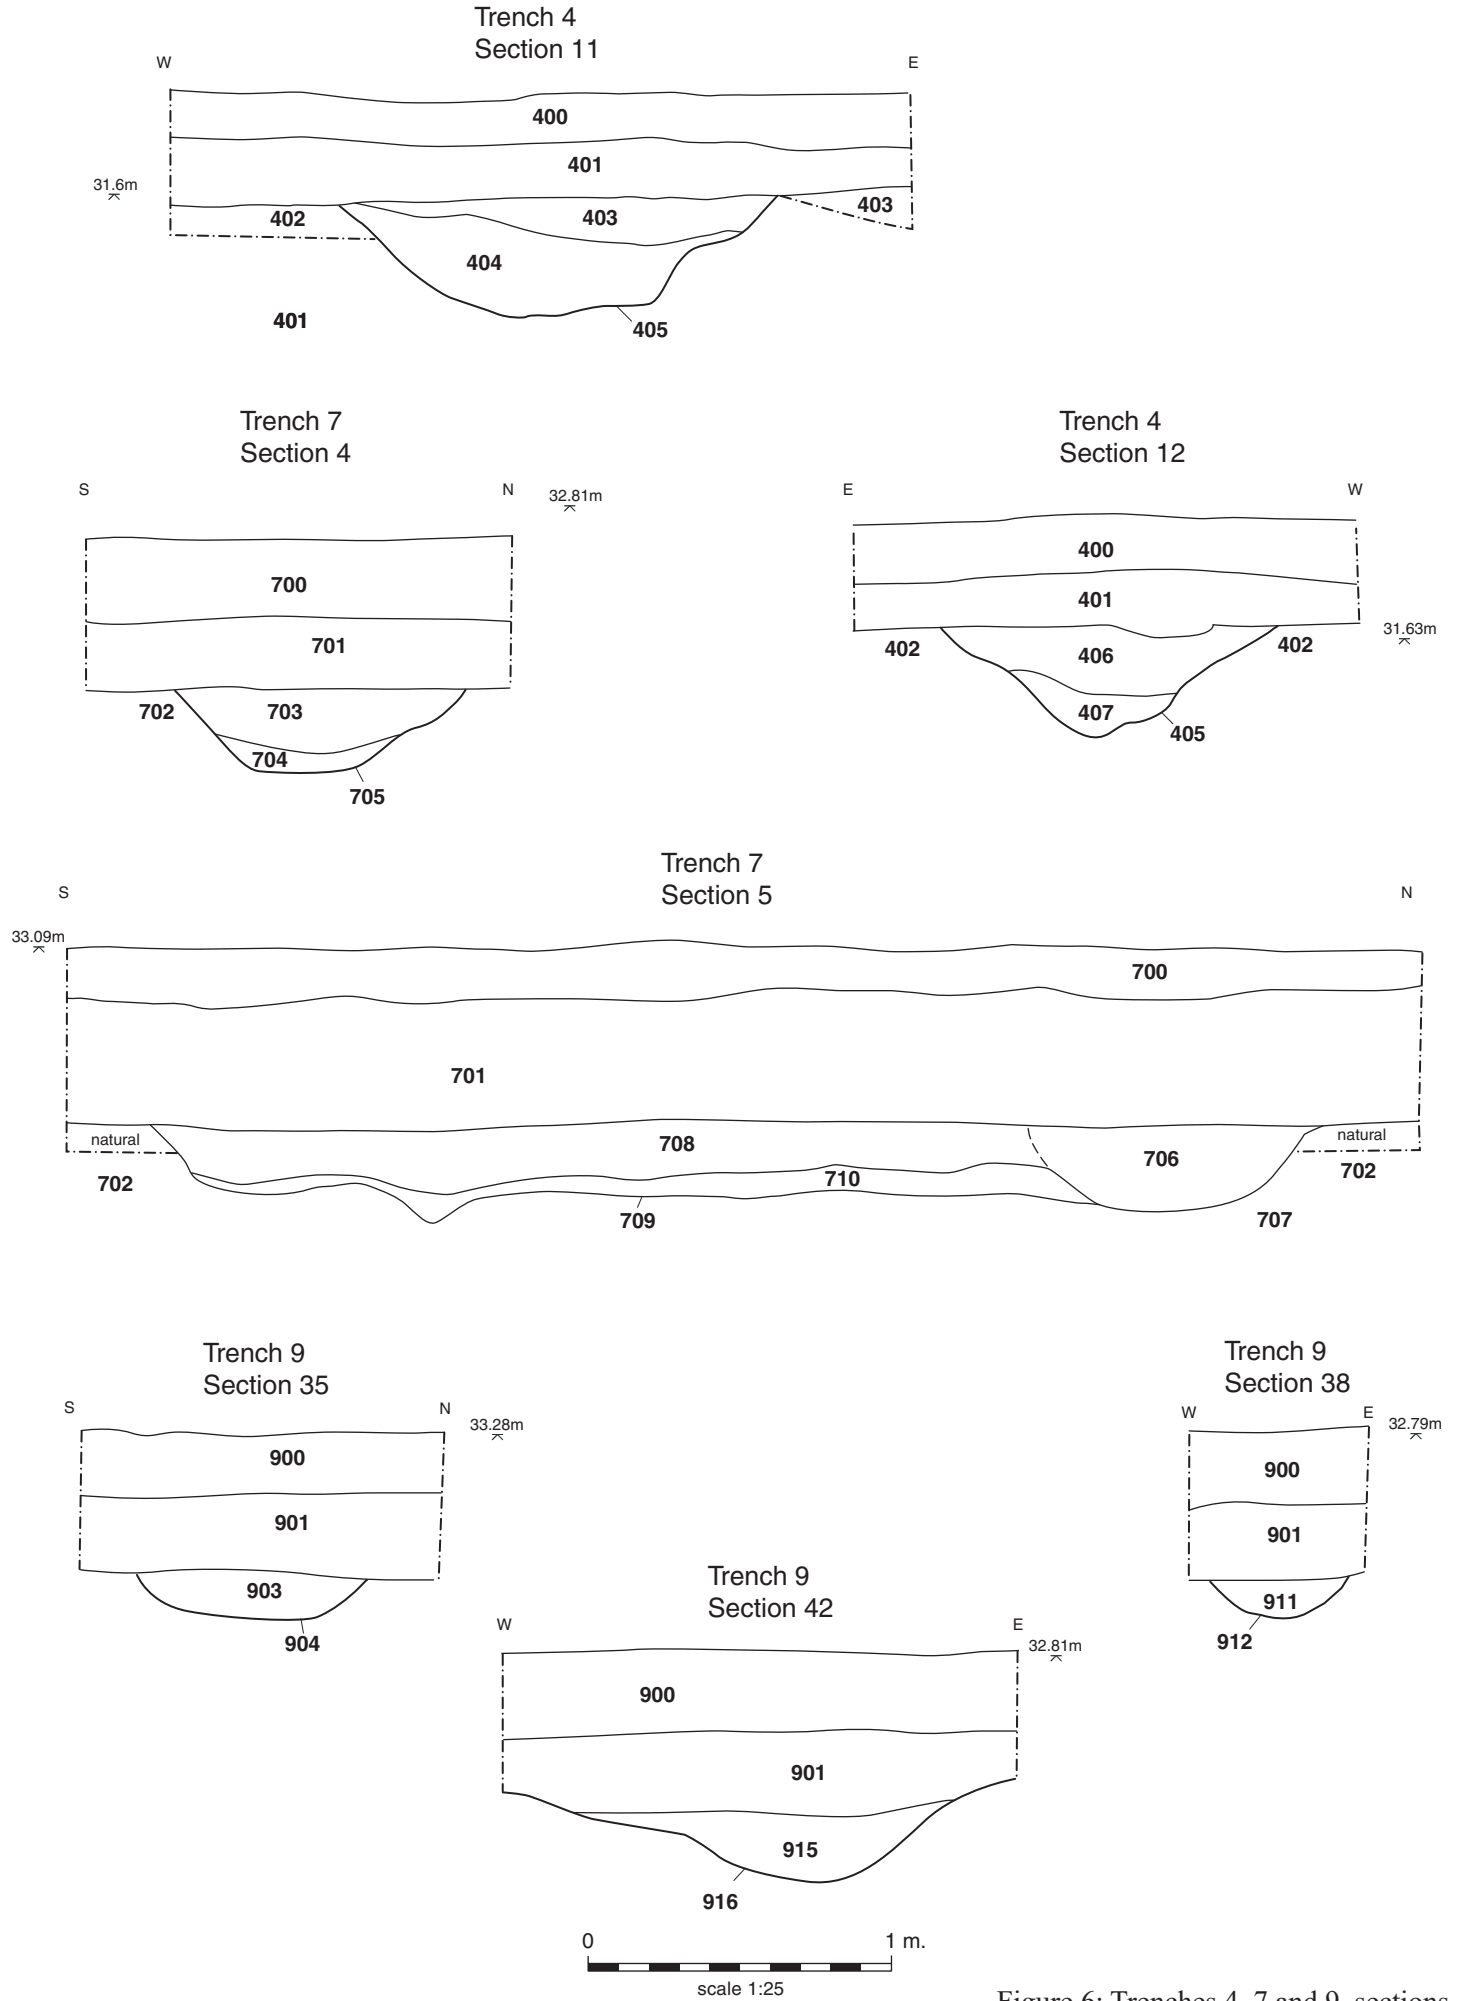 Trench 4
Section 11
W
E
400
401
31.6m
402
403
403
404
401
405
Trench 7
Section 4
S
N
32.81m
700
701
702
703
704
705
Trench 4
Section 12
E
W
400
401
31.63m
402
406
402
407
405
Trench 7
Section 5
S
N
33.09m
700
701
natural
708
706
natural
702
710
702
709
707
Trench 9
Section 35
S
N
33.28m
900
901
903
904
Trench 9
Section 38
W
E
32.79m
900
901
911
912
Trench 9
Section 42
W
E
32.81m
900
901
915
916
0
1 m.
scale 1:25
Figure 6: Trenches 4, 7 and 9, sections